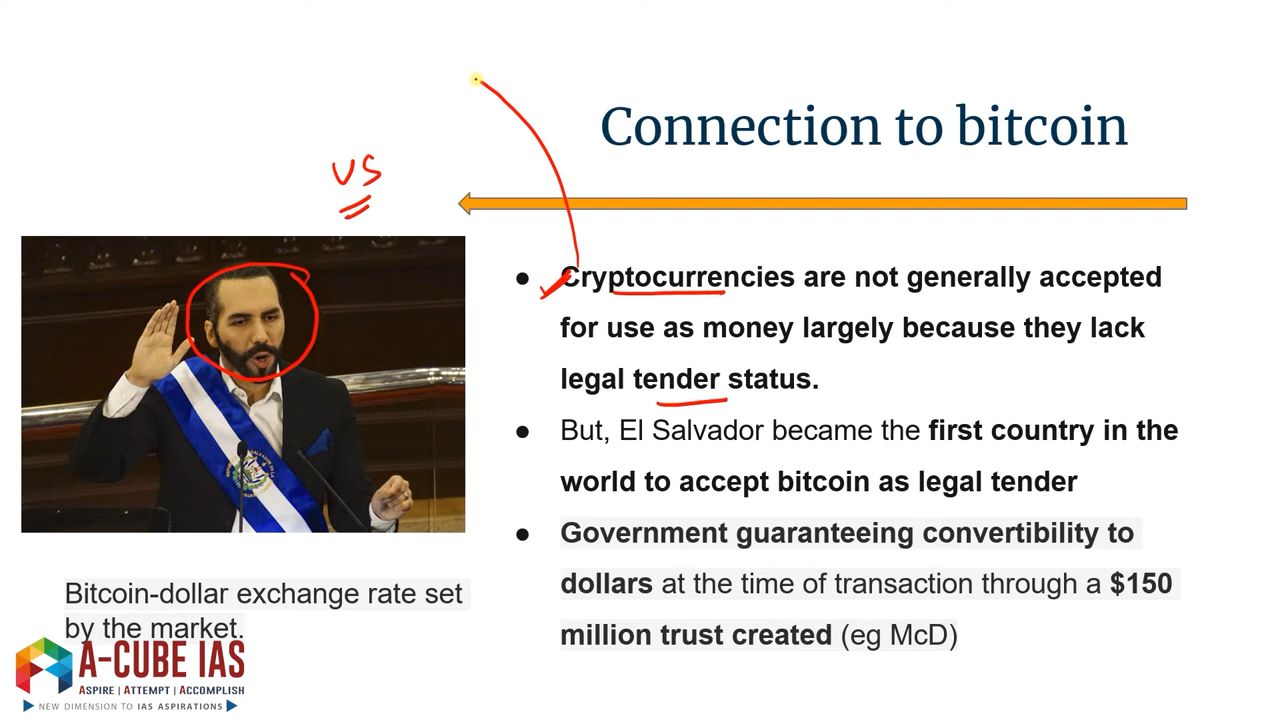 Connection to bitcoin
vs
● Cryptocurrencies are not generally accepted
for use as money largely because they lack
legal tender status.
● But, El Salvador became the first country in the
world to accept bitcoin as legal tender
● Government guaranteeing convertibility to
dollars at the time of transaction through a $150
million trust created (eg McD)
Bitcoin-dollar exchange rate set
by the market.
A-CUBE IAS
ASPIRE | ATTEMPT | ACCOMPLISH
NEW DIMENSION TO IAS ASPIRATIONS